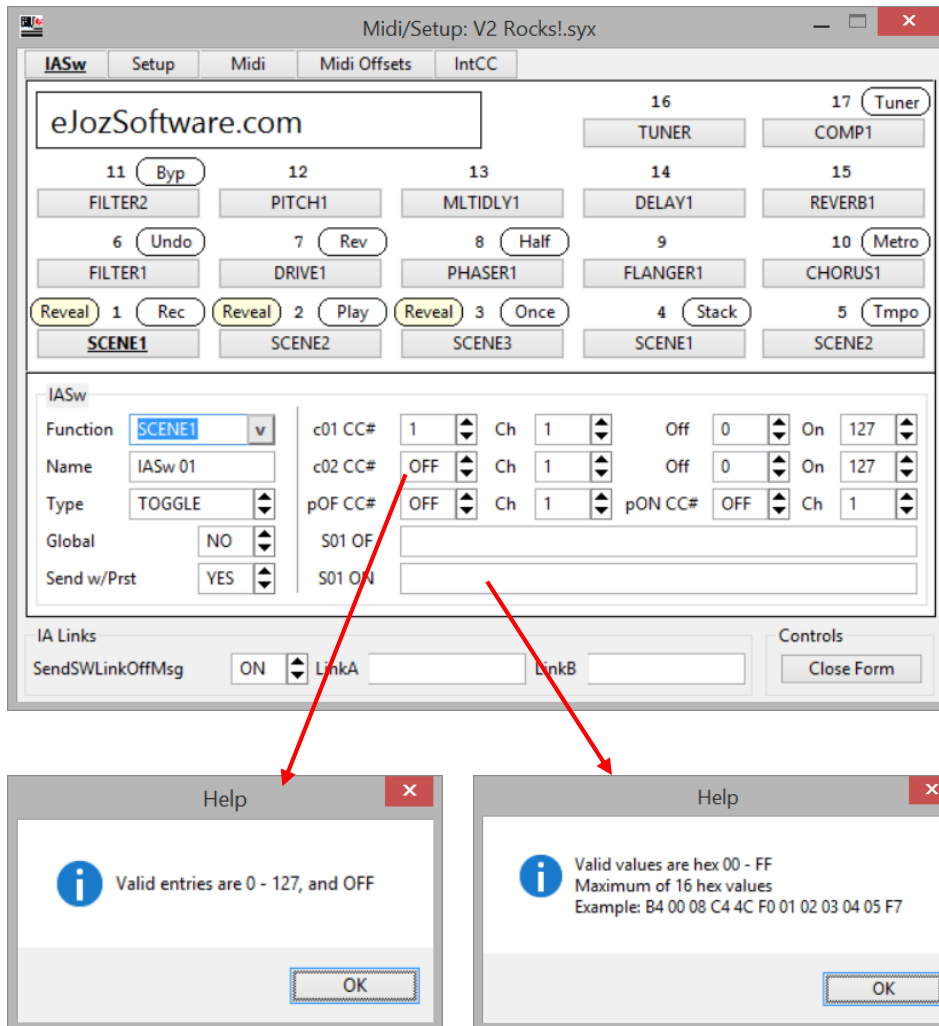 Midi/Setup: V2 Rocks!.syx
IASw Setup Midi Midi Offsets IntCC
eJozSoftware.com
16 17 Tuner
TUNER COMP1
11 Byp 12 13 14 15
FILTER2 PITCH1 MLTIDLY1 DELAY1 REVERB1
6 Undo 7 Rev 8 Half 9 10 Metro
FILTER1 DRIVE1 PHASER1 FLANGER1 CHORUS1
Reveal 1 Rec Reveal 2 Play Reveal 3 Once 4 Stack 5 Tmpo
SCENE1 SCENE2 SCENE3 SCENE1 SCENE2
IASw
Function SCENE1 v c01 CC# 1 Ch 1 Off 0 On 127
Name IASw 01 c02 CC# OFF Ch 1 Off 0 On 127
Type TOGGLE pOF CC# OFF Ch 1 pON CC# OFF Ch 1
Global NO S01 OF
Send w/Prst YES S01 ON
IA Links Controls
SendSWLinkOffMsg ON LinkA LinkB Close Form
Help
Valid entries are 0 - 127, and OFF
OK
Help
Valid values are hex 00 - FF
Maximum of 16 hex values
Example: B4 00 08 C4 4C F0 01 02 03 04 05 F7
OK